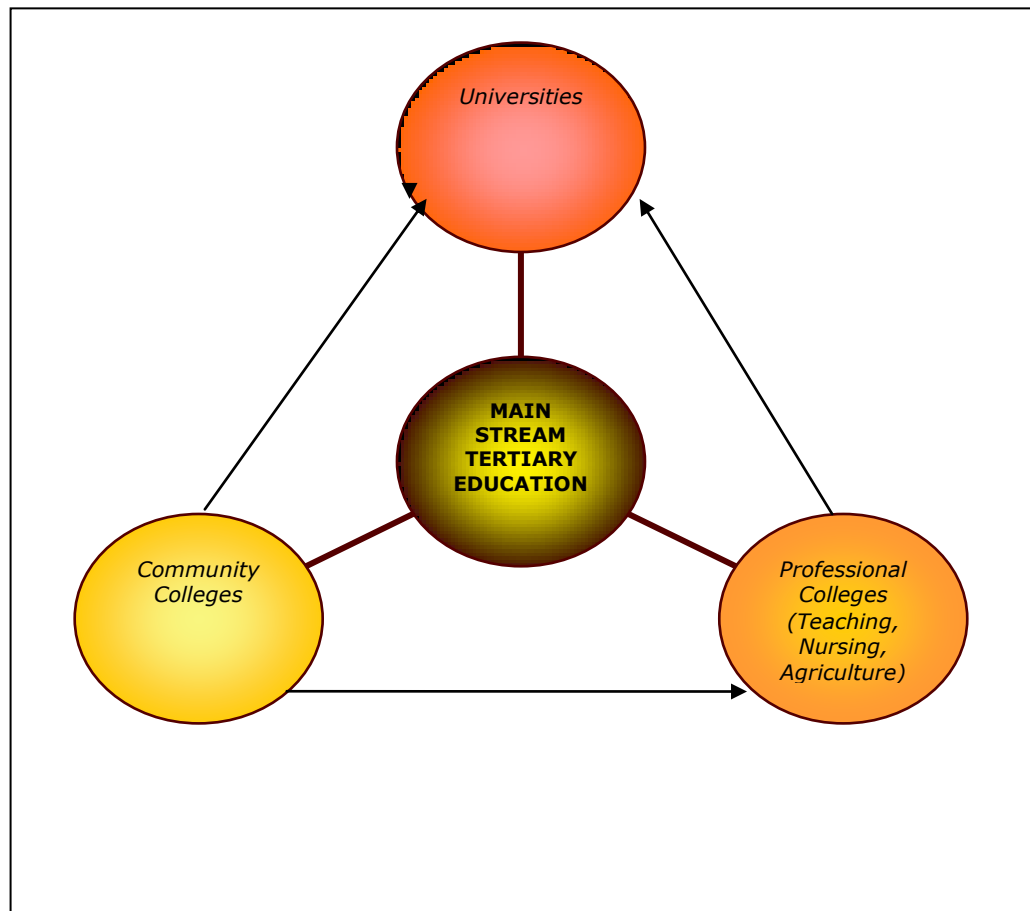 Universities
MAIN
STREAM
TERTIARY
EDUCATION
Community
Colleges
Professional
Colleges
(Teaching,
Nursing,
Agriculture)